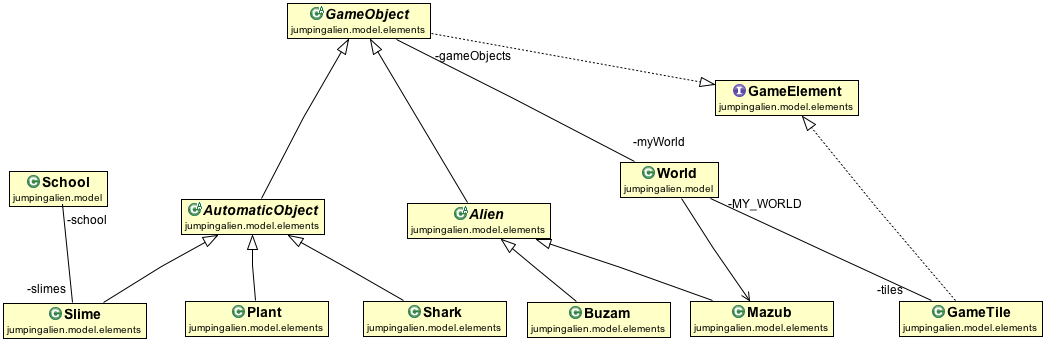 GameObject
jumpingalien.model.elements
-gameObjects
GameElement
jumpingalien.model.elements
-myWorld
World
jumpingalien.model
School
jumpingalien.model
-school
AutomaticObject
jumpingalien.model.elements
Alien
jumpingalien.model.elements
-MY_WORLD
-slimes
-tiles
Slime
jumpingalien.model.elements
Plant
jumpingalien.model.elements
Shark
jumpingalien.model.elements
Buzam
jumpingalien.model.elements
Mazub
jumpingalien.model.elements
GameTile
jumpingalien.model.elements